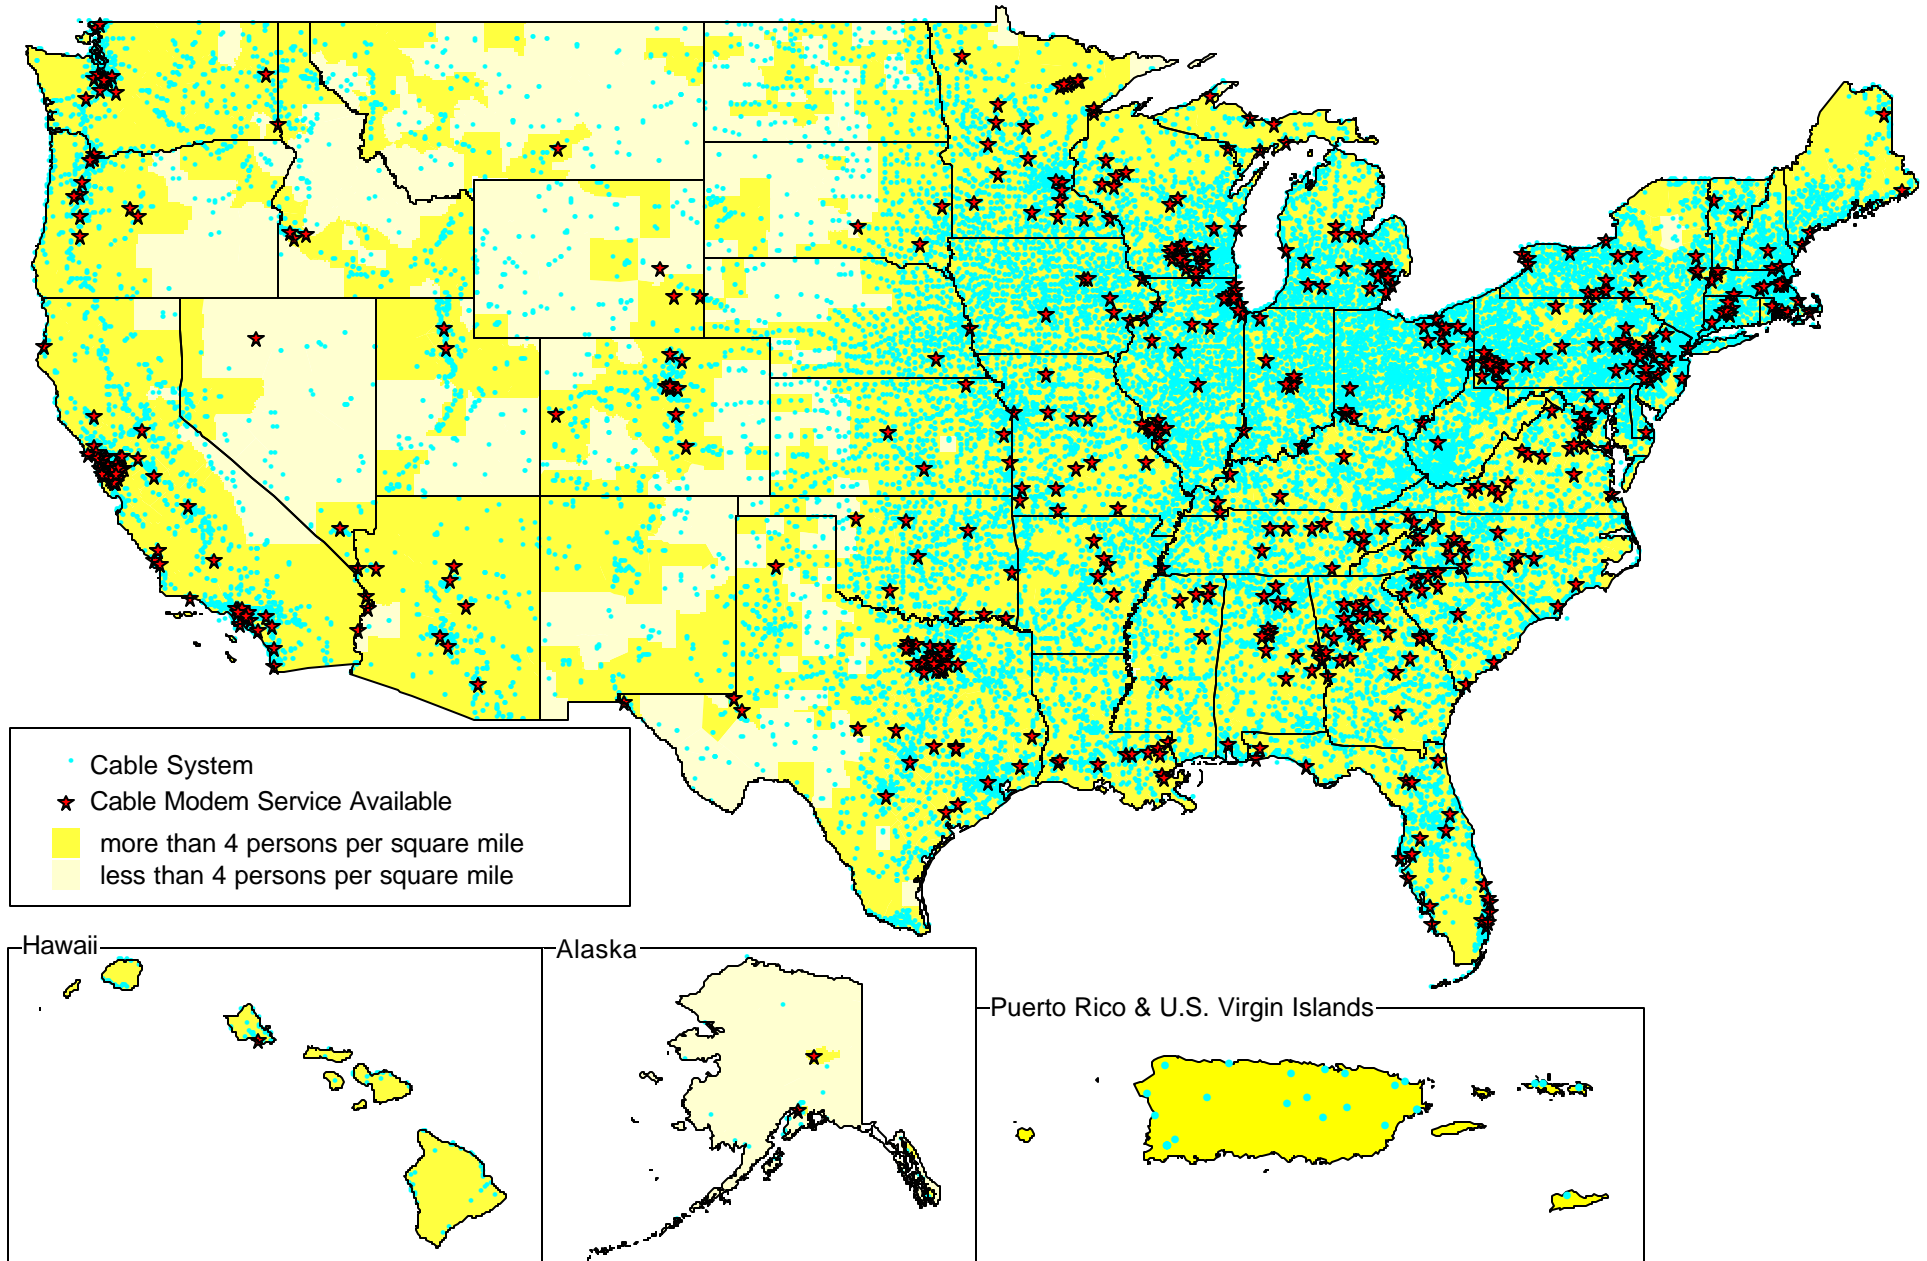 Cable System
Cable Modem Service Available
more than 4 persons per square mile
less than 4 persons per square mile
Hawaii
Alaska
Puerto Rico & U.S. Virgin Islands